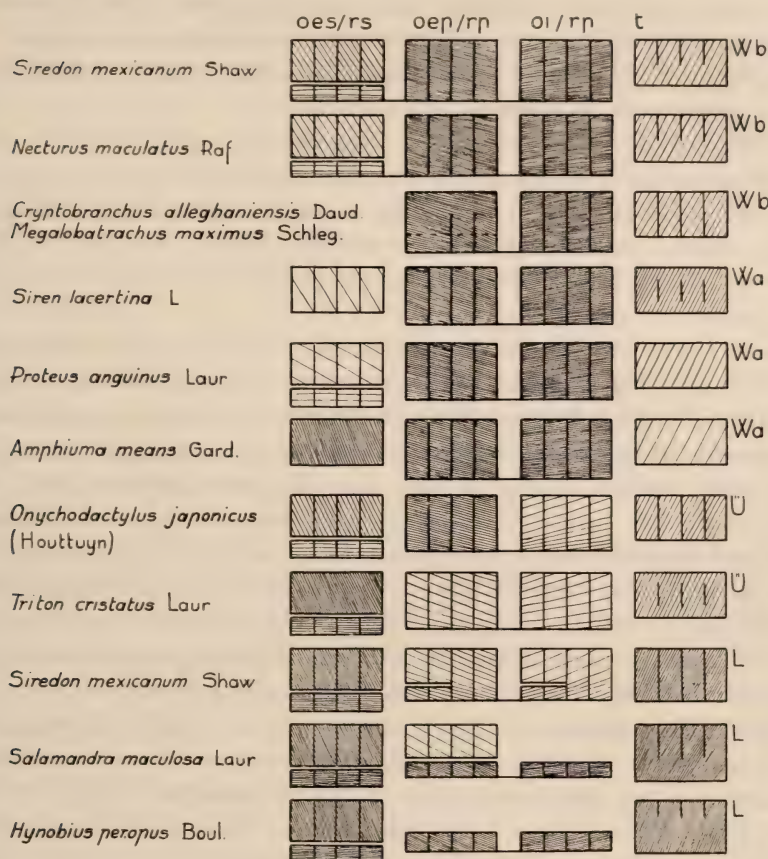 oes/rs oep/rp oi/rp t
Siredon mexicanum Shaw Wb
Necturus maculatus Raf Wb
Cryptobranchus alleghaniensis Daud. Wb
Megalobatrachus maximus Schleg.
Siren lacertina L Wa
Proteus anguinus Laur Wa
Amphiuma means Gard. Wa
Onychodactylus japonicus Ü
(Houttuyn)
Triton cristatus Laur Ü
Siredon mexicanum Shaw L
Salamandra maculosa Laur L
Hynobius peropus Boul. L